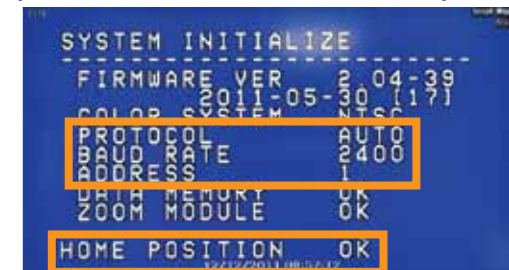 SYSTEM INITIALIZE
FIRMWARE VER 2.04-39
2011-05-30 [17]
COLOR SYSTEM NTSC
PROTOCOL AUTO
BAUD RATE 2400
ADDRESS 1
DATA MEMORY OK
ZOOM MODULE OK
HOME POSITION OK